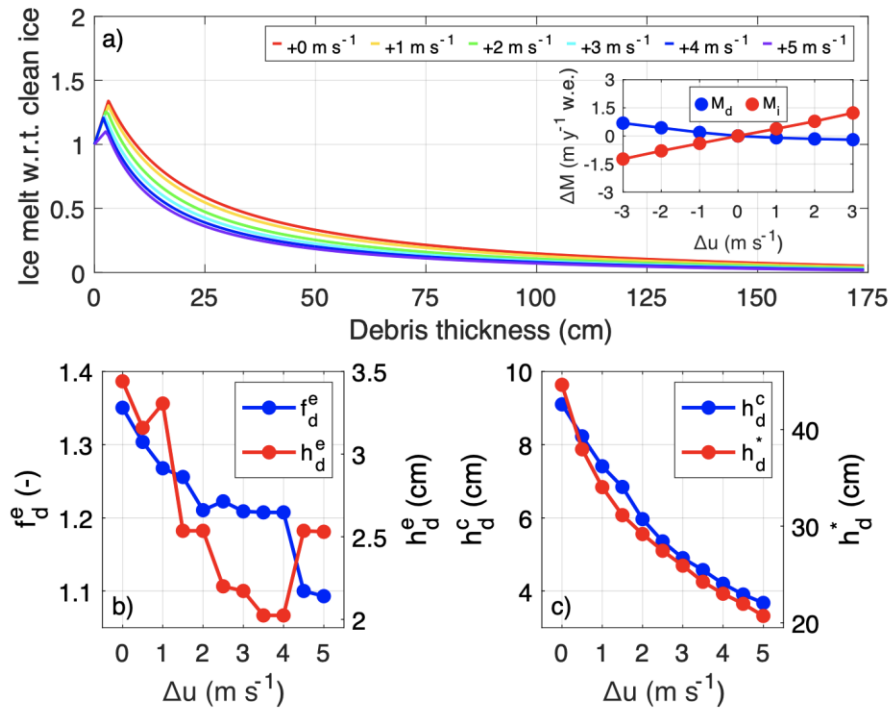 a)
+0 m s⁻¹ +1 m s⁻¹ +2 m s⁻¹ +3 m s⁻¹ +4 m s⁻¹ +5 m s⁻¹
Ice melt w.r.t. clean ice
2
1.5
1
0.5
0
0 25 50 75 100 125 150 175
Debris thickness (cm)
M_d M_i
ΔM (m y⁻¹ w.e.)
3
1.5
0
-1.5
-3
-3 -2 -1 0 1 2 3
Δu (m s⁻¹)
b)
f_d^e
h_d^e
f_d^e (-)
1.4
1.3
1.2
1.1
3.5
3
2.5
2
h_d^e (cm)
0 1 2 3 4 5
Δu (m s⁻¹)
c)
h_d^c
h_d^*
h_d^c (cm)
10
8
6
4
40
30
20
h_d^* (cm)
0 1 2 3 4 5
Δu (m s⁻¹)